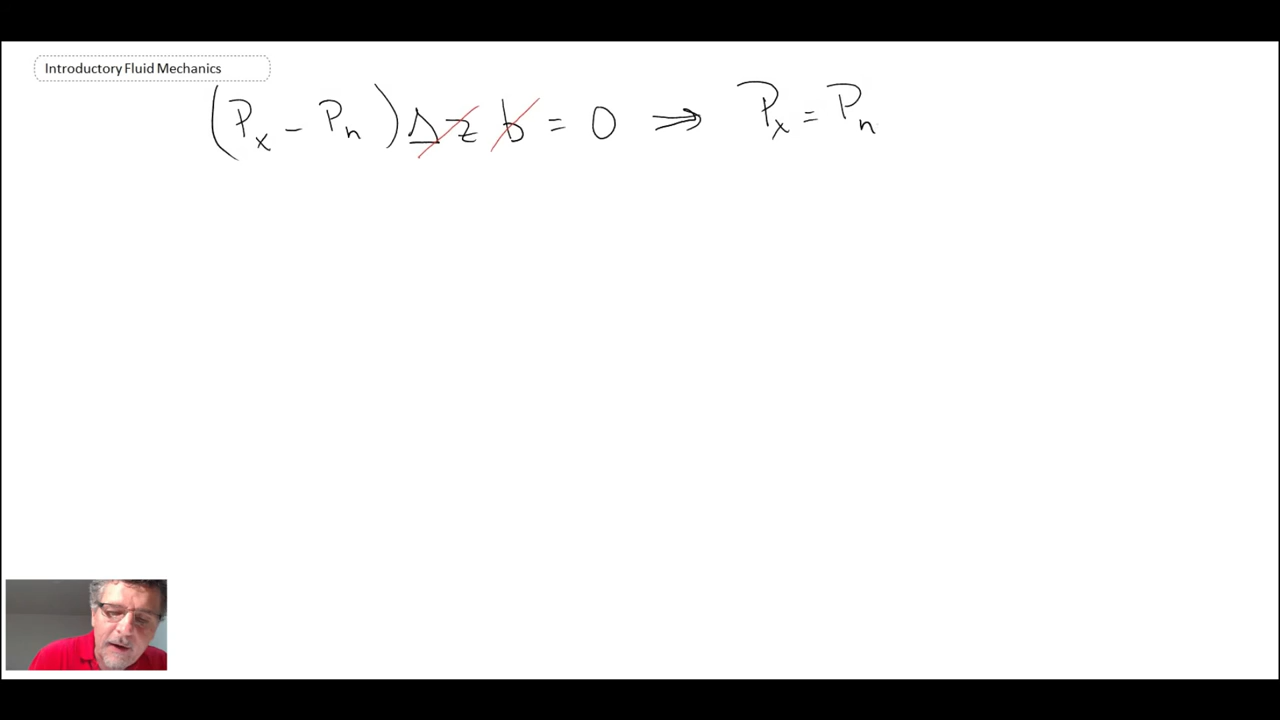 Introductory Fluid Mechanics
(Pₓ - Pₙ) Δz b = 0 ⇒ Pₓ = Pₙ